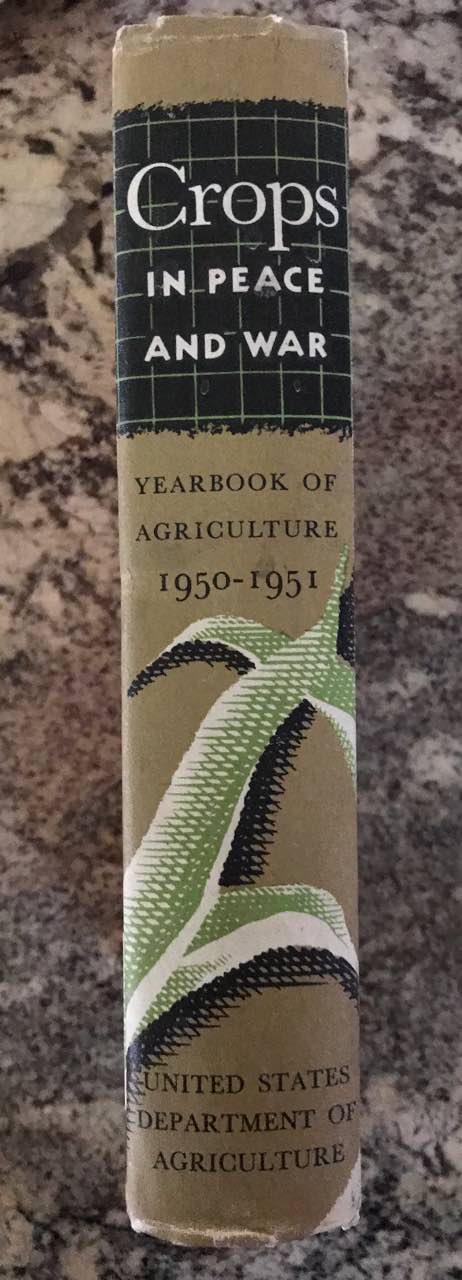 Crops
IN PEACE
AND WAR
YEARBOOK OF
AGRICULTURE
1950-1951
UNITED STATES
DEPARTMENT OF
AGRICULTURE